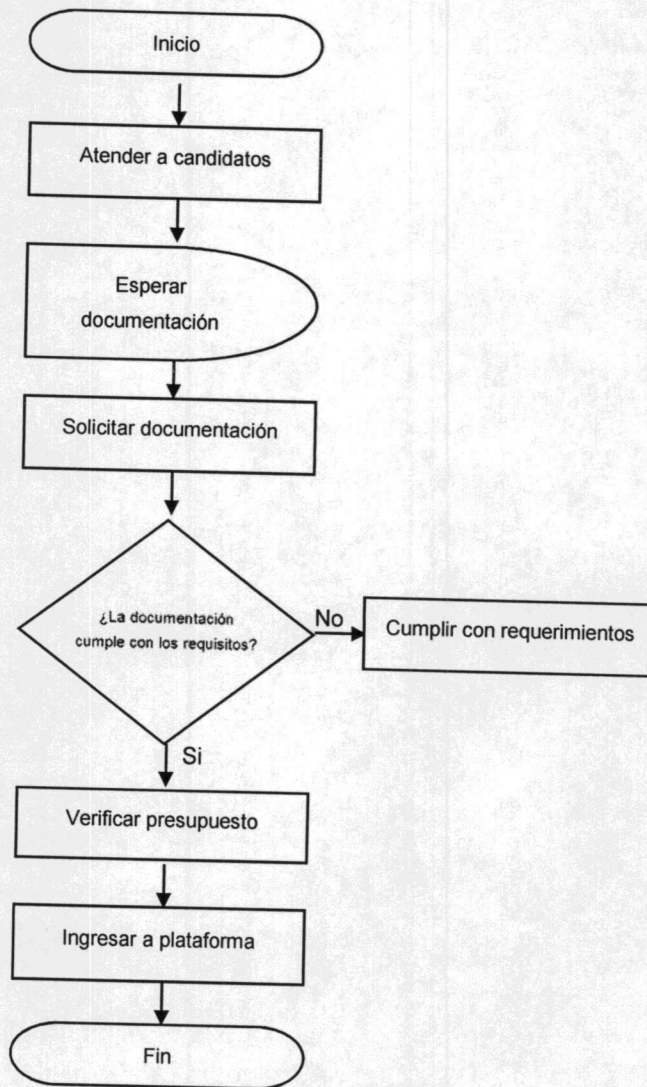 Inicio
Atender a candidatos
Esperar
documentación
Solicitar documentación
¿La documentación
cumple con los requisitos?
No
Cumplir con requerimientos
Si
Verificar presupuesto
Ingresar a plataforma
Fin